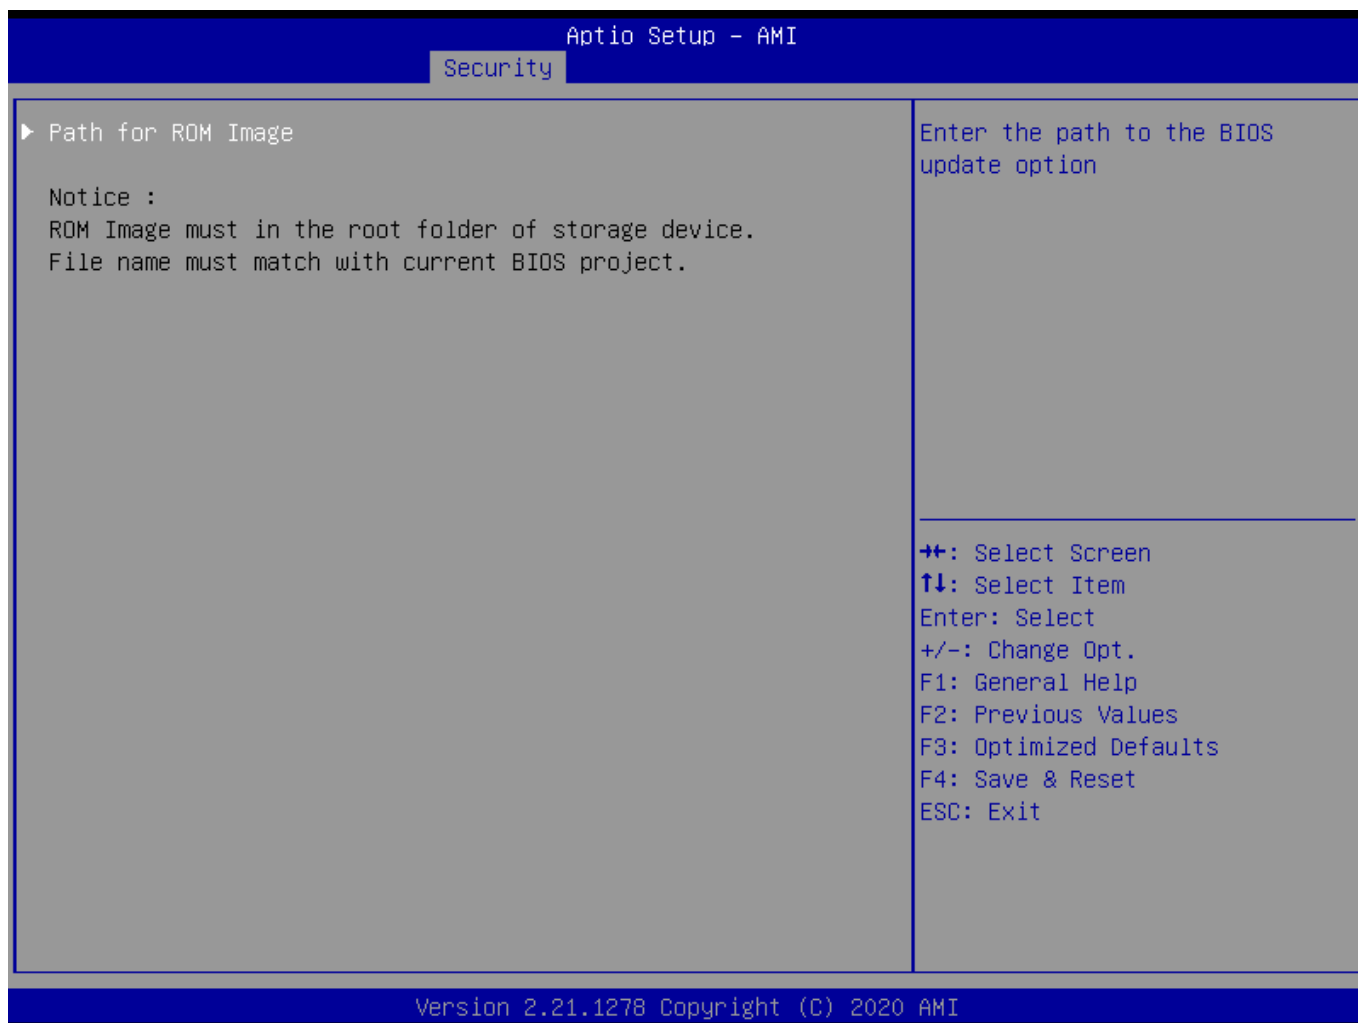 Aptio Setup – AMI
Security
Path for ROM Image
Notice :
ROM Image must in the root folder of storage device.
File name must match with current BIOS project.
Enter the path to the BIOS
update option
→←: Select Screen
↑↓: Select Item
Enter: Select
+/-: Change Opt.
F1: General Help
F2: Previous Values
F3: Optimized Defaults
F4: Save & Reset
ESC: Exit
Version 2.21.1278 Copyright (C) 2020 AMI